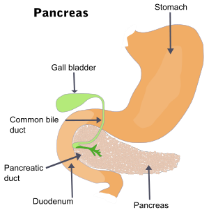 Pancreas
Stomach
Gall bladder
Common bile
duct
Pancreatic
duct
Duodenum
Pancreas